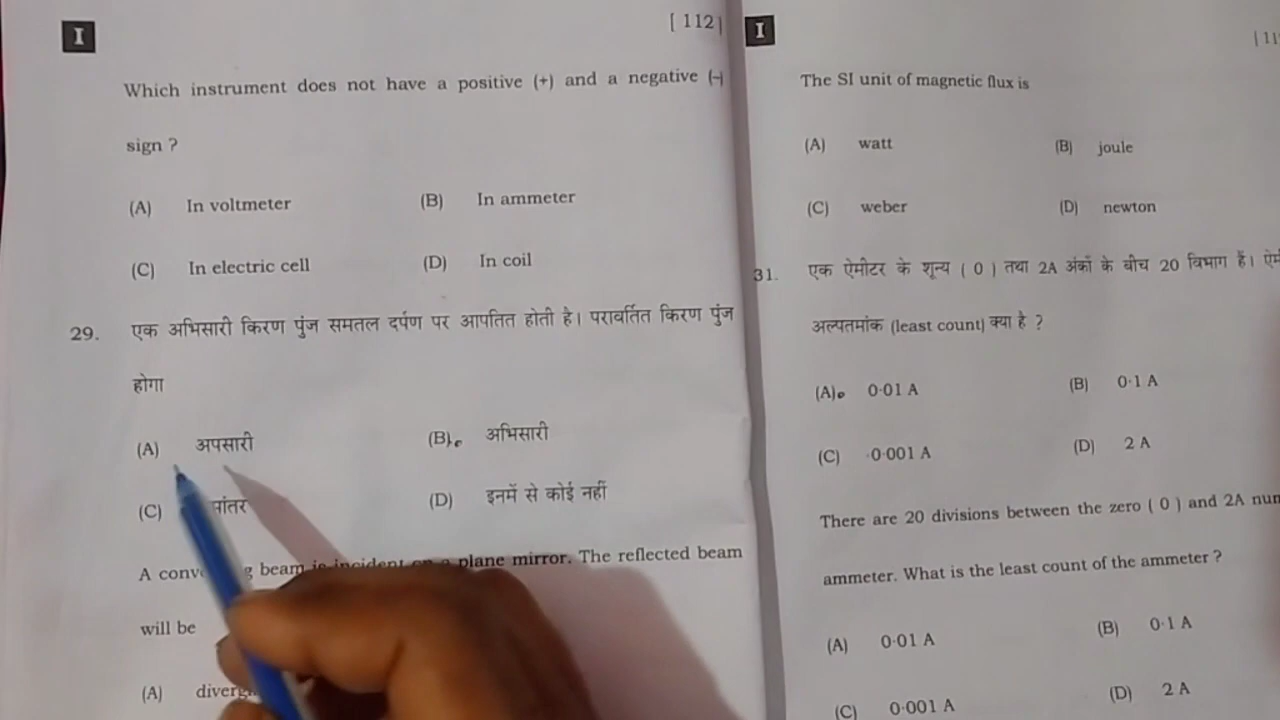 I
[ 112 ]
Which instrument does not have a positive (+) and a negative (–)
sign ?
(A) In voltmeter (B) In ammeter
(C) In electric cell (D) In coil
29. एक अभिसारी किरण पुंज समतल दर्पण पर आपतित होती है। परावर्तित किरण पुंज
होगा
(A) अपसारी (B) अभिसारी
(C) (D) इनमें से कोई नहीं
A beam is incident on a plane mirror. The reflected beam
will be
(A)
I
The SI unit of magnetic flux is
(A) watt (B) joule
(C) weber (D) newton
31. एक ऐमीटर के शून्य ( 0 ) तथा 2A अंकों के बीच 20 विभाग हैं।
अल्पतमांक (least count) क्या है ?
(A) 0·01 A (B) 0·1 A
(C) 0·001 A (D) 2 A
There are 20 divisions between the zero ( 0 ) and 2A
ammeter. What is the least count of the ammeter ?
(A) 0·01 A (B) 0·1 A
(C) 0·001 A (D) 2 A